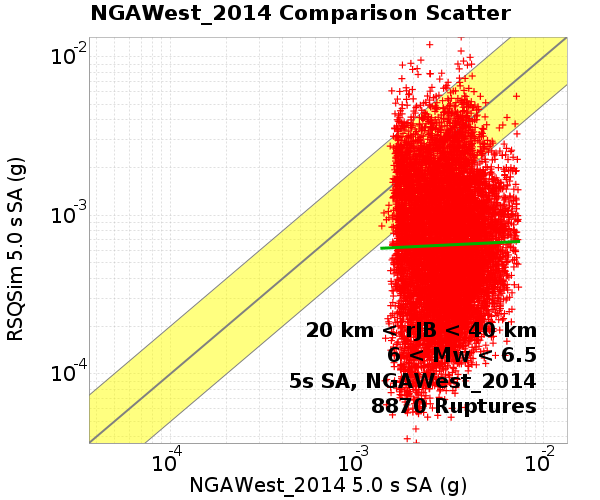 NGAWest_2014 Comparison Scatter
RSQSim 5.0 s SA (g)
10-2
10-3
10-4
20 km < rJB < 40 km
6 < Mw < 6.5
5s SA, NGAWest_2014
8870 Ruptures
10-4 10-3 10-2
NGAWest_2014 5.0 s SA (g)